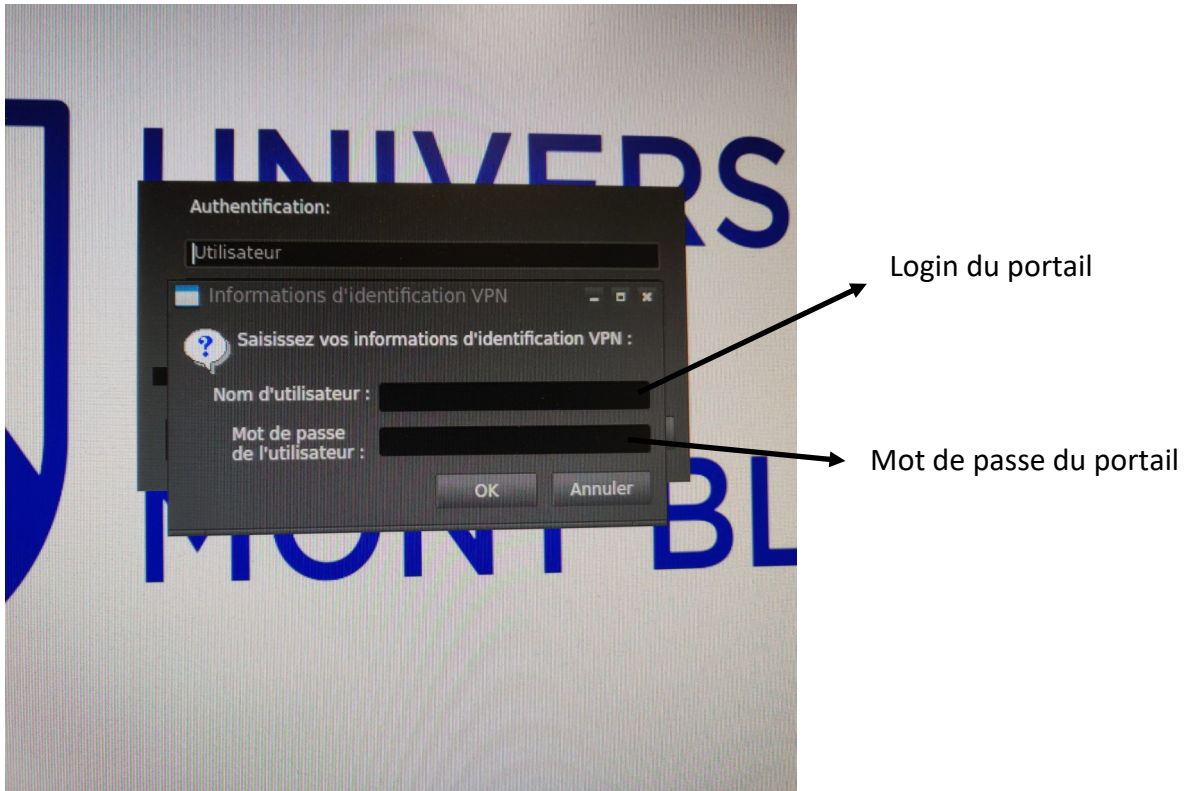 UNIVERS
Authentification:
Utilisateur
Informations d'identification VPN
Saisissez vos informations d'identification VPN :
Nom d'utilisateur :
Mot de passe
de l'utilisateur :
OK
Annuler
MONT BL
Login du portail
Mot de passe du portail